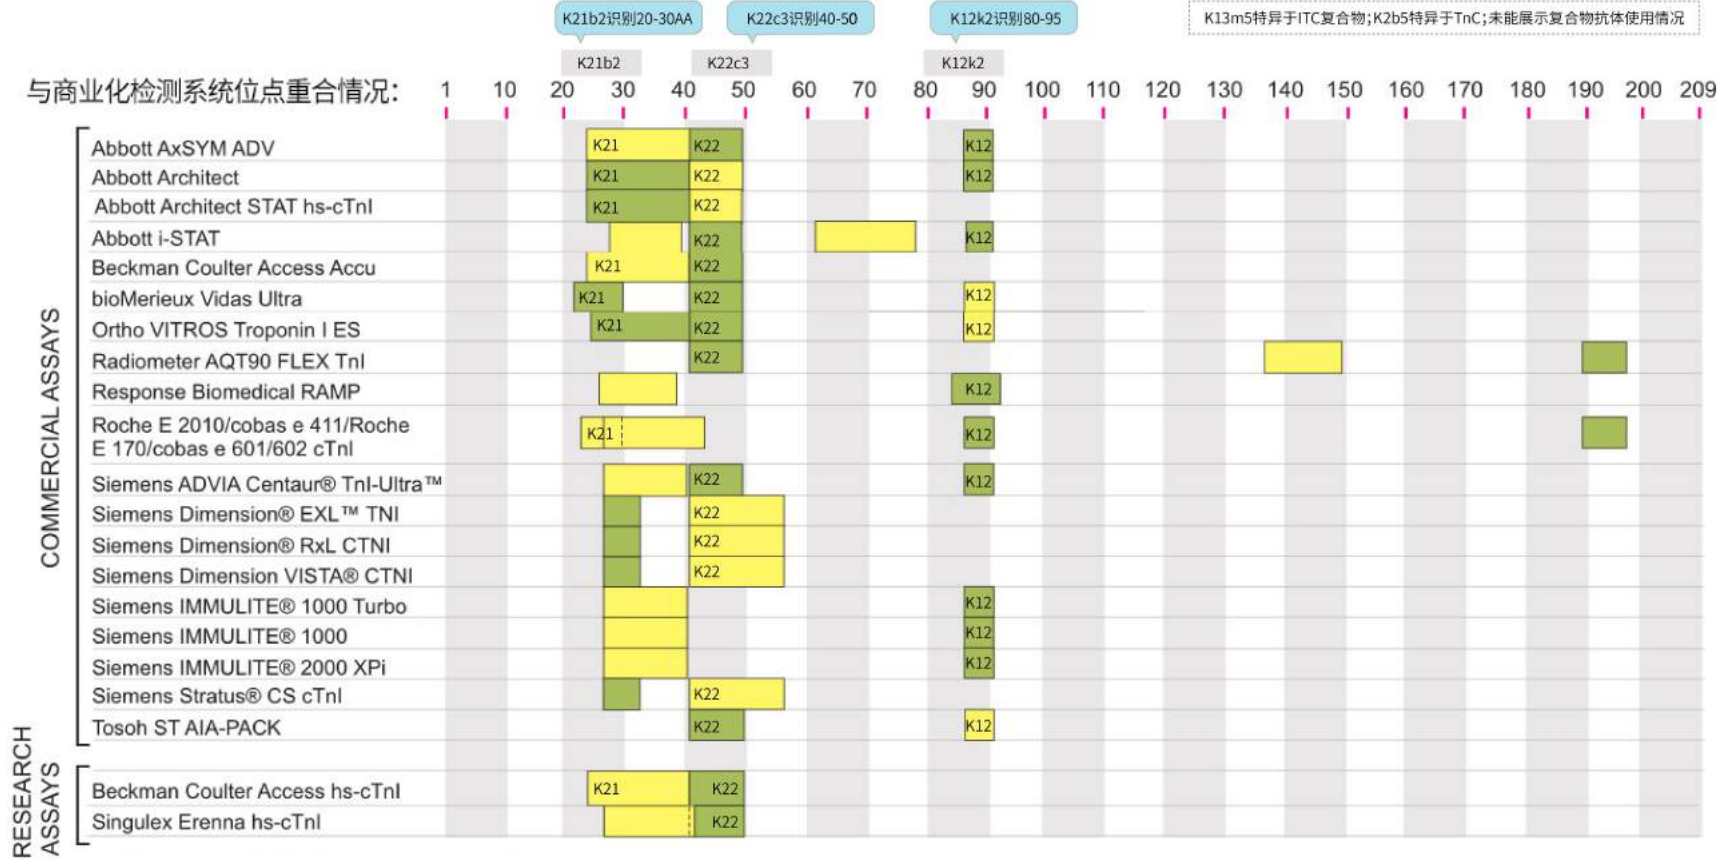 K21b2识别20-30AA
K22c3识别40-50
K12k2识别80-95
K13m5特异于ITC复合物;K2b5特异于TnC;未能展示复合物抗体使用情况
K21b2
K22c3
K12k2
与商业化检测系统位点重合情况:
1 10 20 30 40 50 60 70 80 90 100 110 120 130 140 150 160 170 180 190 200 209
COMMERCIAL ASSAYS
Abbott AxSYM ADV K21 K22 K12
Abbott Architect K21 K22 K12
Abbott Architect STAT hs-cTnI K21 K22
Abbott i-STAT K22 K12
Beckman Coulter Access Accu K21 K22
bioMerieux Vidas Ultra K21 K22 K12
Ortho VITROS Troponin I ES K21 K22 K12
Radiometer AQT90 FLEX TnI K22
Response Biomedical RAMP K12
Roche E 2010/cobas e 411/Roche
E 170/cobas e 601/602 cTnI K21 K12
Siemens ADVIA Centaur® TnI-Ultra™ K22 K12
Siemens Dimension® EXL™ TNI K22
Siemens Dimension® RxL CTNI K22
Siemens Dimension VISTA® CTNI K22
Siemens IMMULITE® 1000 Turbo K12
Siemens IMMULITE® 1000 K12
Siemens IMMULITE® 2000 XPi K12
Siemens Stratus® CS cTnI K22
Tosoh ST AIA-PACK K22 K12
RESEARCH
ASSAYS
Beckman Coulter Access hs-cTnI K21 K22
Singulex Erenna hs-cTnI K22